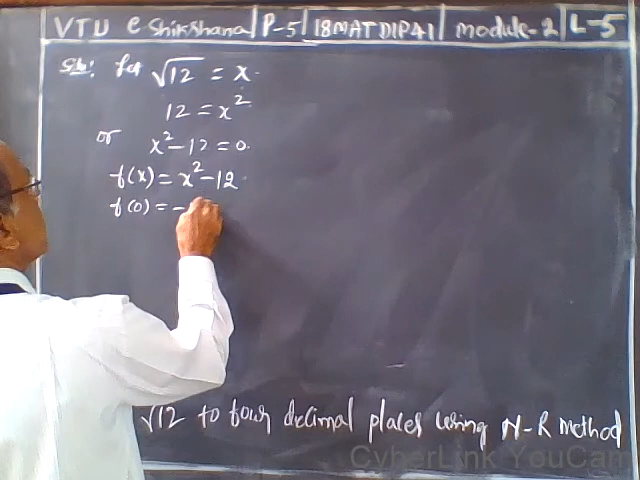 VTU e Shikshana | P-5 | 18MATDIP41 | module-2 | L-5
Sol: Let √12 = x.
12 = x²
or x² - 12 = 0.
f(x) = x² - 12.
f(0) = -
√12 to four decimal places using N-R method
CyberLink YouCam